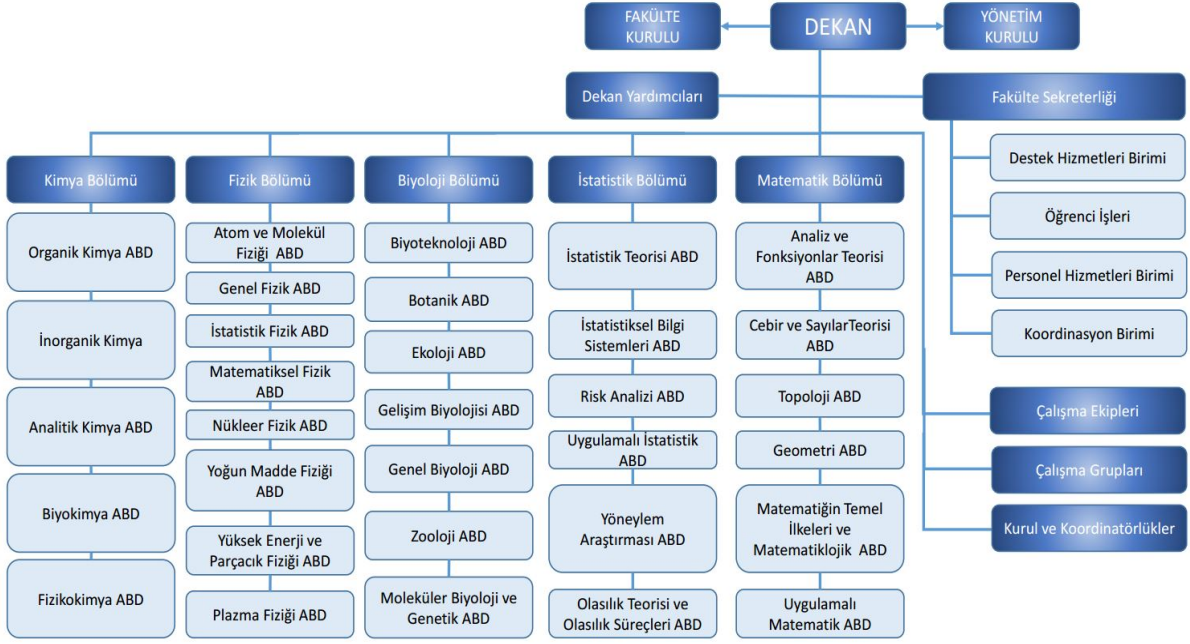 FAKÜLTE
KURULU
DEKAN
YÖNETİM
KURULU
Dekan Yardımcıları
Fakülte Sekreterliği
Destek Hizmetleri Birimi
Öğrenci İşleri
Personel Hizmetleri Birimi
Koordinasyon Birimi
Kimya Bölümü
Organik Kimya ABD
İnorganik Kimya
Analitik Kimya ABD
Biyokimya ABD
Fizikokimya ABD
Fizik Bölümü
Atom ve Molekül
Fiziği  ABD
Genel Fizik ABD
İstatistik Fizik ABD
Matematiksel Fizik
ABD
Nükleer Fizik ABD
Yoğun Madde Fiziği
ABD
Yüksek Enerji ve
Parçacık Fiziği ABD
Plazma Fiziği ABD
Biyoloji Bölümü
Biyoteknoloji ABD
Botanik ABD
Ekoloji ABD
Gelişim Biyolojisi ABD
Genel Biyoloji ABD
Zooloji ABD
Moleküler Biyoloji ve
Genetik ABD
İstatistik Bölümü
İstatistik Teorisi ABD
İstatistiksel Bilgi
Sistemleri ABD
Risk Analizi ABD
Uygulamalı İstatistik
ABD
Yöneylem
Araştırması ABD
Olasılık Teorisi ve
Olasılık Süreçleri ABD
Matematik Bölümü
Analiz ve
Fonksiyonlar Teorisi
ABD
Cebir ve SayılarTeorisi
ABD
Topoloji ABD
Geometri ABD
Matematiğin Temel
İlkeleri ve
Matematiklojik  ABD
Uygulamalı
Matematik ABD
Çalışma Ekipleri
Çalışma Grupları
Kurul ve Koordinatörlükler